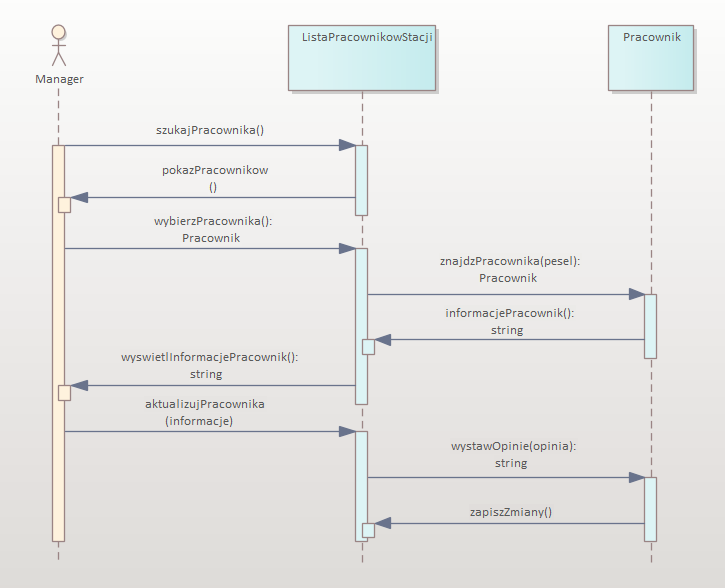 ListaPracownikowStacji
Pracownik
Manager
szukajPracownika()
pokazPracownikow
()
wybierzPracownika():
Pracownik
znajdzPracownika(pesel):
Pracownik
informacjePracownik():
string
wyswietlInformacjePracownik():
string
aktualizujPracownika
(informacje)
wystawOpinie(opinia):
string
zapiszZmiany()